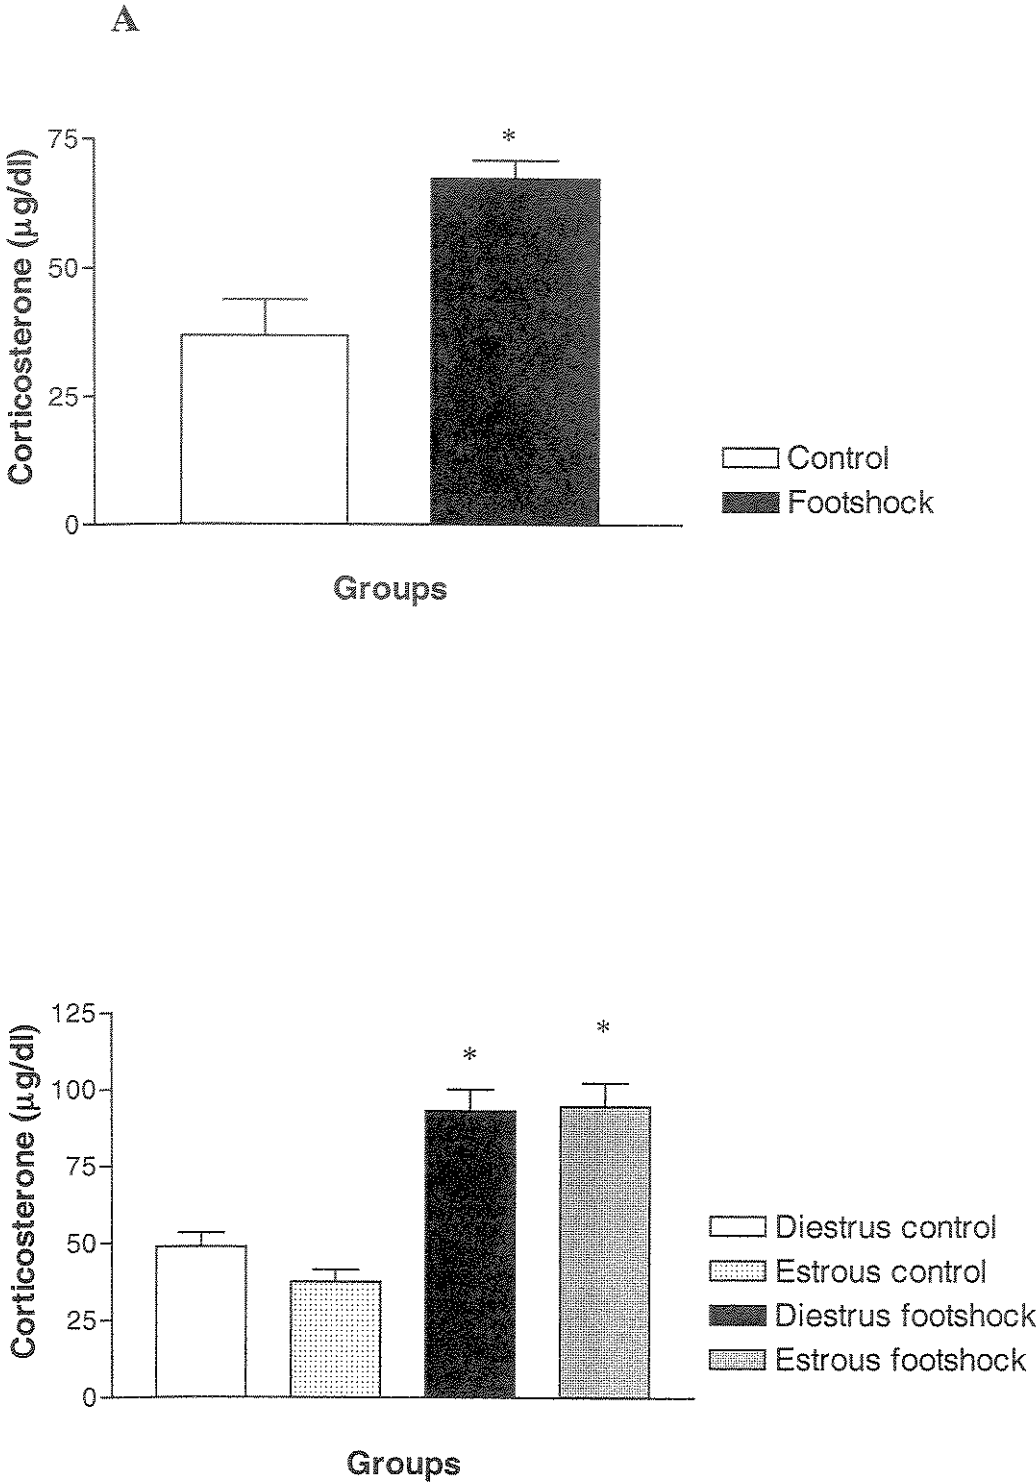 A
75
*
50
25
0
Corticosterone (μg/dl)
Control
Footshock
Groups
125
100
75
50
25
0
*
*
Corticosterone (μg/dl)
Diestrus control
Estrous control
Diestrus footshock
Estrous footshock
Groups